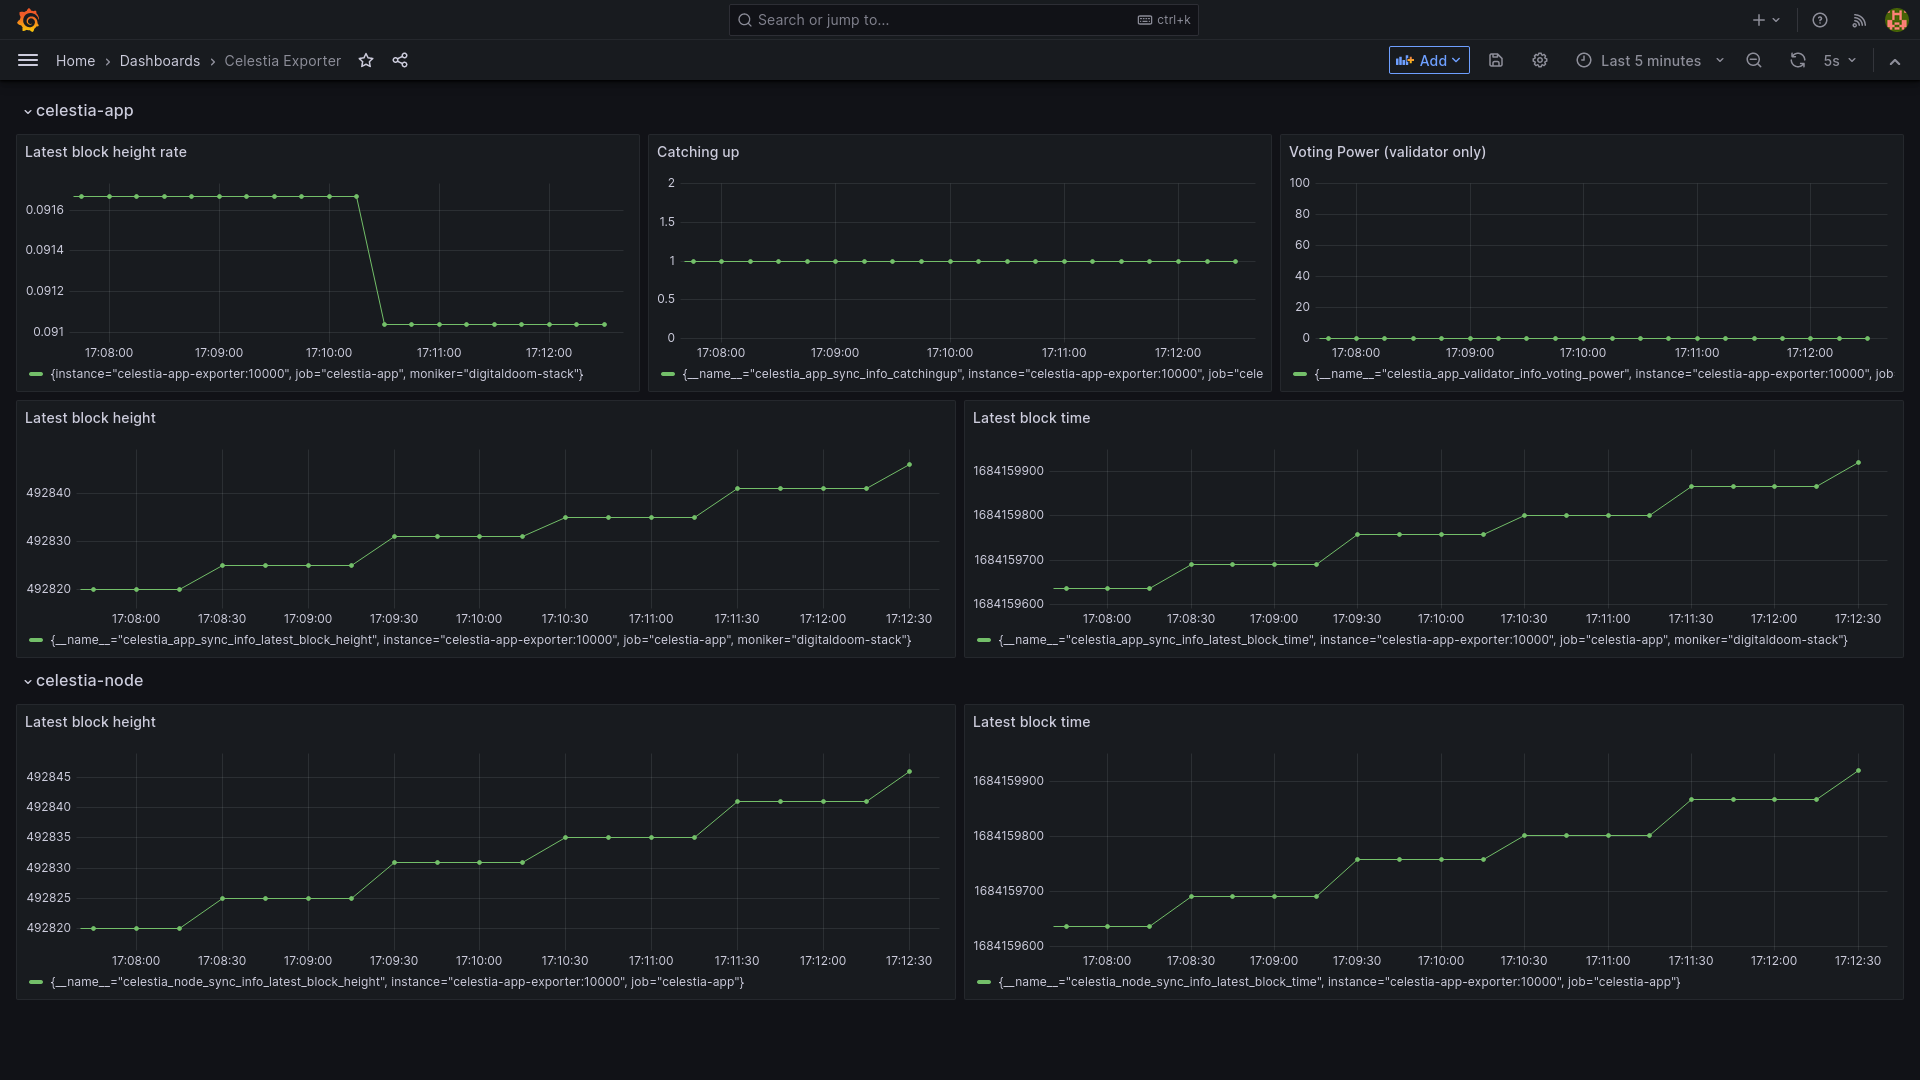 Search or jump to...
ctrl+k
Home
Dashboards
Celestia Exporter
Add
Last 5 minutes
5s
celestia-app
Latest block height rate
0.0916
0.0914
0.0912
0.091
17:08:00 17:09:00 17:10:00 17:11:00 17:12:00
{instance="celestia-app-exporter:10000", job="celestia-app", moniker="digitaldoom-stack"}
Catching up
2
1.5
1
0.5
0
17:08:00 17:09:00 17:10:00 17:11:00 17:12:00
{__name__="celestia_app_sync_info_catchingup", instance="celestia-app-exporter:10000", job="cele
Voting Power (validator only)
100
80
60
40
20
0
17:08:00 17:09:00 17:10:00 17:11:00 17:12:00
{__name__="celestia_app_validator_info_voting_power", instance="celestia-app-exporter:10000", job
Latest block height
492840
492830
492820
17:08:00 17:08:30 17:09:00 17:09:30 17:10:00 17:10:30 17:11:00 17:11:30 17:12:00 17:12:30
{__name__="celestia_app_sync_info_latest_block_height", instance="celestia-app-exporter:10000", job="celestia-app", moniker="digitaldoom-stack"}
Latest block time
1684159900
1684159800
1684159700
1684159600
17:08:00 17:08:30 17:09:00 17:09:30 17:10:00 17:10:30 17:11:00 17:11:30 17:12:00 17:12:30
{__name__="celestia_app_sync_info_latest_block_time", instance="celestia-app-exporter:10000", job="celestia-app", moniker="digitaldoom-stack"}
celestia-node
Latest block height
492845
492840
492835
492830
492825
492820
17:08:00 17:08:30 17:09:00 17:09:30 17:10:00 17:10:30 17:11:00 17:11:30 17:12:00 17:12:30
{__name__="celestia_node_sync_info_latest_block_height", instance="celestia-app-exporter:10000", job="celestia-app"}
Latest block time
1684159900
1684159800
1684159700
1684159600
17:08:00 17:08:30 17:09:00 17:09:30 17:10:00 17:10:30 17:11:00 17:11:30 17:12:00 17:12:30
{__name__="celestia_node_sync_info_latest_block_time", instance="celestia-app-exporter:10000", job="celestia-app"}